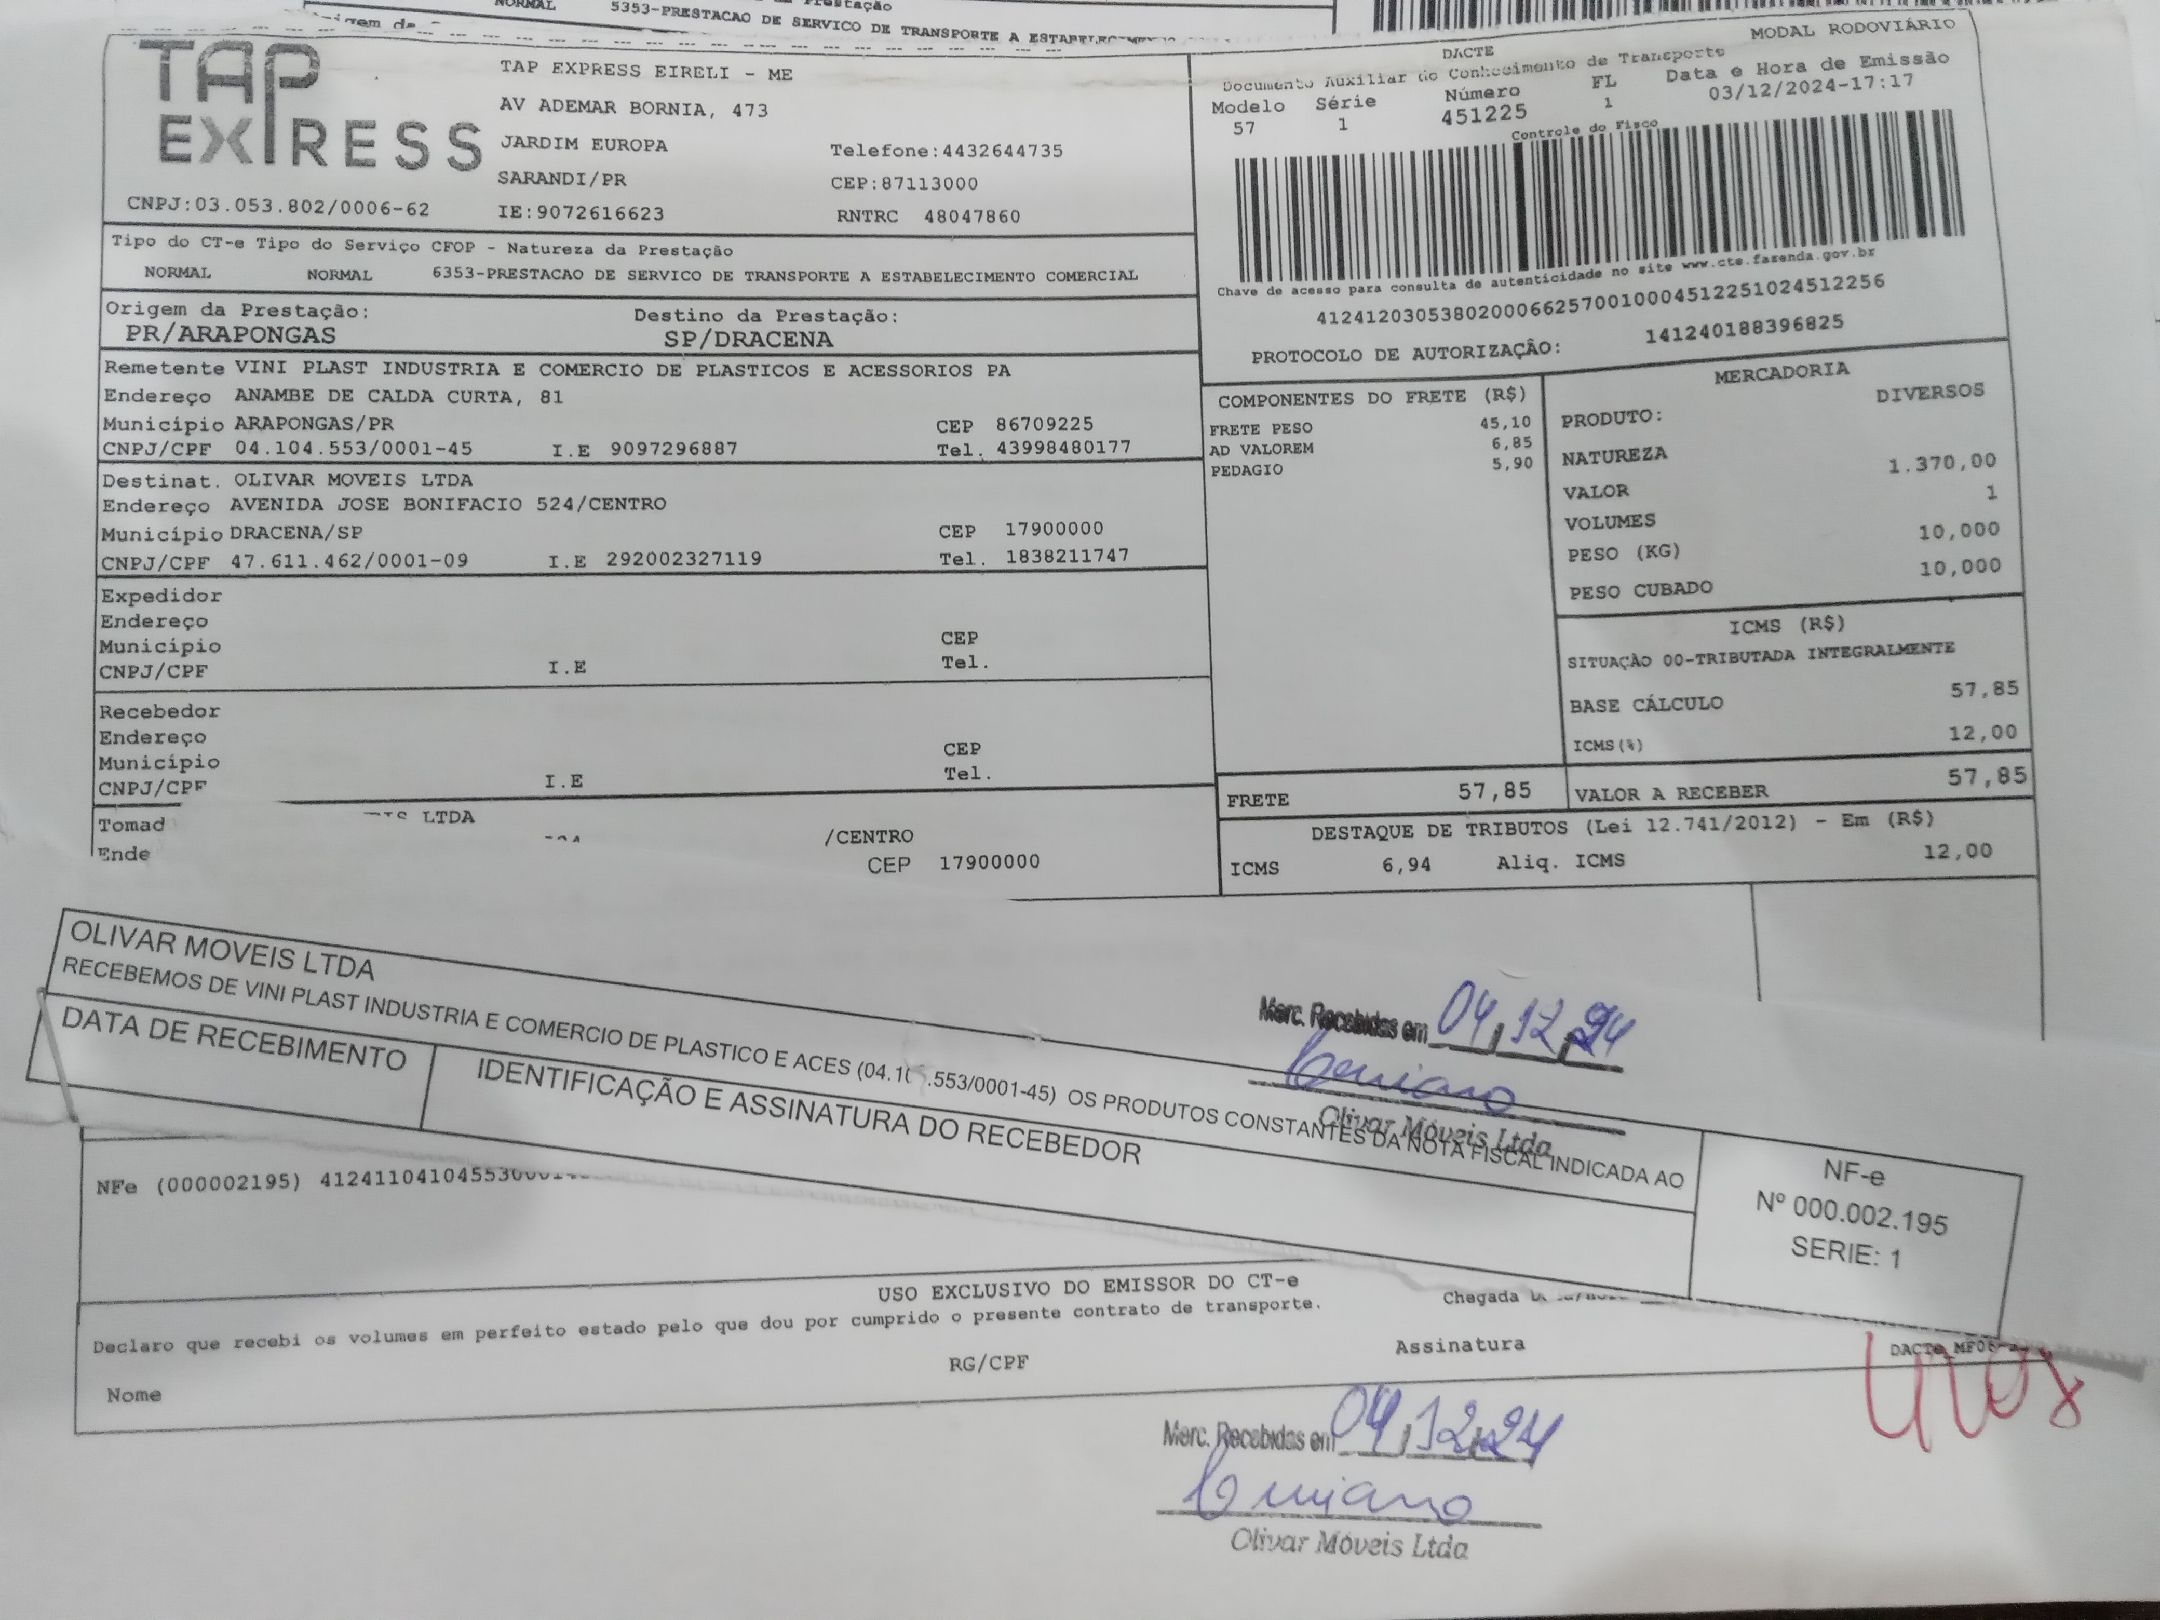 NORMAL 5353-PRESTACAO DE SERVICO DE TRANSPORTE A
TAP EXPRESS
TAP EXPRESS EIRELI - ME
AV ADEMAR BORNIA, 473
JARDIM EUROPA Telefone:4432644735
SARANDI/PR CEP:87113000
CNPJ:03.053.802/0006-62 IE:9072616623 RNTRC 48047860
MODAL RODOVIÁRIO
DACTE
Documento Auxiliar do Conhecimento de Transporte
Modelo Série Número FL Data e Hora de Emissão
57 1 451225 1 03/12/2024-17:17
Controle do Fisco
Chave de acesso para consulta de autenticidade no site www.cte.fazenda.gov.br
41241203053802000662570010004512251024512256
PROTOCOLO DE AUTORIZAÇÃO: 141240188396825
Tipo do CT-e Tipo do Serviço CFOP - Natureza da Prestação
NORMAL NORMAL 6353-PRESTACAO DE SERVICO DE TRANSPORTE A ESTABELECIMENTO COMERCIAL
Origem da Prestação: Destino da Prestação:
PR/ARAPONGAS SP/DRACENA
Remetente VINI PLAST INDUSTRIA E COMERCIO DE PLASTICOS E ACESSORIOS PA
Endereço ANAMBE DE CALDA CURTA, 81
Município ARAPONGAS/PR CEP 86709225
CNPJ/CPF 04.104.553/0001-45 I.E 9097296887 Tel. 43998480177
Destinat. OLIVAR MOVEIS LTDA
Endereço AVENIDA JOSE BONIFACIO 524/CENTRO
Município DRACENA/SP CEP 17900000
CNPJ/CPF 47.611.462/0001-09 I.E 292002327119 Tel. 1838211747
Expedidor
Endereço
Município CEP
CNPJ/CPF I.E Tel.
Recebedor
Endereço
Município CEP
CNPJ/CPF I.E Tel.
Tomad LTDA
Ende /CENTRO
CEP 17900000
COMPONENTES DO FRETE (R$)
FRETE PESO 45,10
AD VALOREM 6,85
PEDAGIO 5,90
MERCADORIA
PRODUTO: DIVERSOS
NATUREZA
VALOR 1.370,00
VOLUMES 1
PESO (KG) 10,000
PESO CUBADO 10,000
ICMS (R$)
SITUAÇÃO 00-TRIBUTADA INTEGRALMENTE
BASE CÁLCULO 57,85
ICMS(%) 12,00
FRETE 57,85 VALOR A RECEBER 57,85
DESTAQUE DE TRIBUTOS (Lei 12.741/2012) - Em (R$)
ICMS 6,94 Aliq. ICMS 12,00
OLIVAR MOVEIS LTDA
RECEBEMOS DE VINI PLAST INDUSTRIA E COMERCIO DE PLASTICO E ACES (04.10 .553/0001-45) OS PRODUTOS CONSTANTES DA NOTA FISCAL INDICADA AO
DATA DE RECEBIMENTO IDENTIFICAÇÃO E ASSINATURA DO RECEBEDOR
NF-e
Nº 000.002.195
SERIE: 1
Merc. Recebidas em 04/12/24
Olivar Móveis Ltda
NFe (000002195)
USO EXCLUSIVO DO EMISSOR DO CT-e
Declaro que recebi os volumes em perfeito estado pelo que dou por cumprido o presente contrato de transporte. Chegada
Nome RG/CPF Assinatura
Merc. Recebidas em 04/12/24
Olivar Móveis Ltda